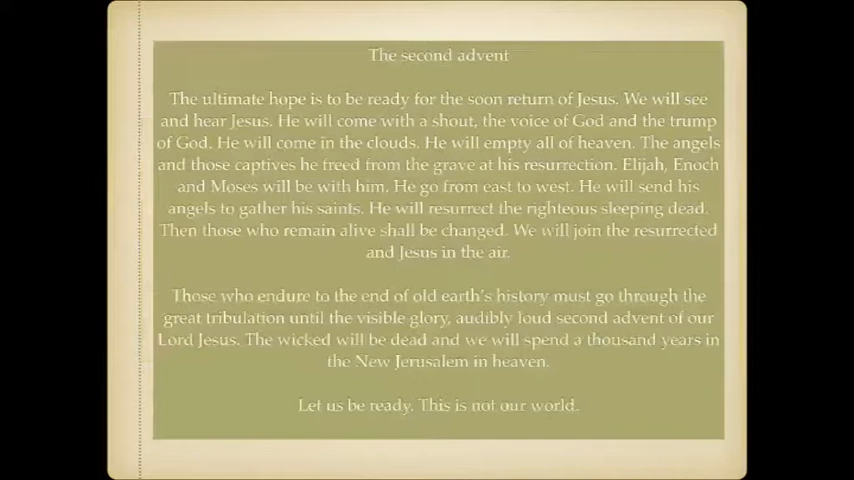 The second advent
The ultimate hope is to be ready for the soon return of Jesus. We will see
and hear Jesus. He will come with a shout, the voice of God and the trump
of God. He will come in the clouds. He will empty all of heaven. The angels
and those captives he freed from the grave at his resurrection. Elijah, Enoch
and Moses will be with him. He go from east to west. He will send his
angels to gather his saints. He will resurrect the righteous sleeping dead.
Then those who remain alive shall be changed. We will join the resurrected
and Jesus in the air.
Those who endure to the end of old earth's history must go through the
great tribulation until the visible glory, audibly loud second advent of our
Lord Jesus. The wicked will be dead and we will spend a thousand years in
the New Jerusalem in heaven.
Let us be ready. This is not our world.